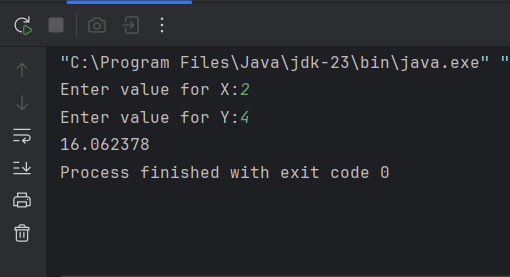 "C:\Program Files\Java\jdk-23\bin\java.exe" "
Enter value for X:2
Enter value for Y:4
16.062378
Process finished with exit code 0